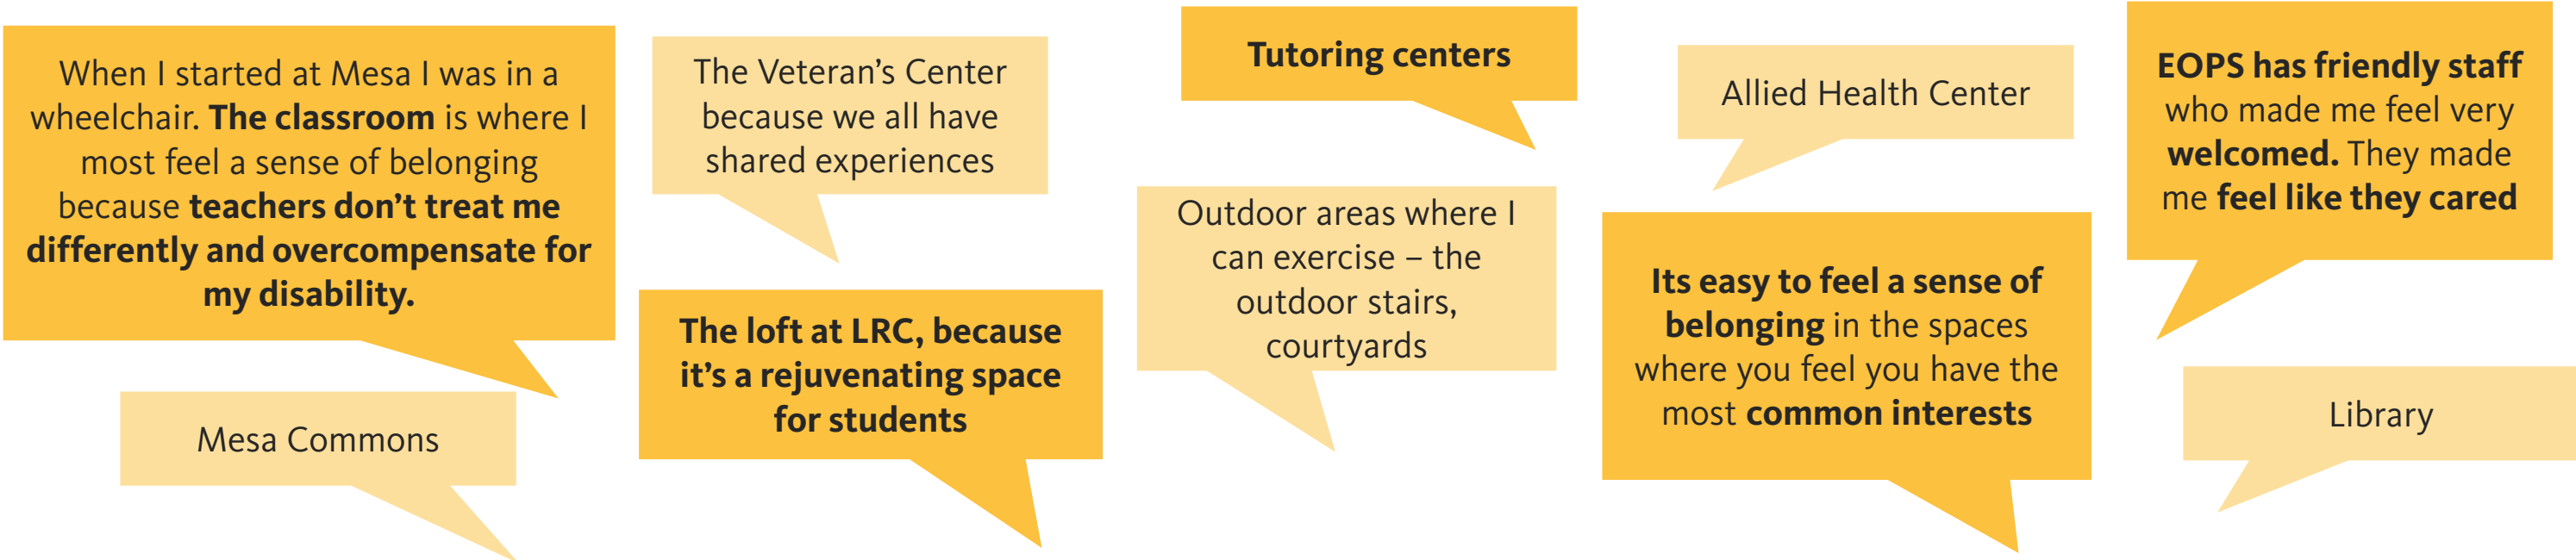 When I started at Mesa I was in a
wheelchair. The classroom is where I
most feel a sense of belonging
because teachers don’t treat me
differently and overcompensate for
my disability.
Mesa Commons
The Veteran’s Center
because we all have
shared experiences
The loft at LRC, because
it’s a rejuvenating space
for students
Tutoring centers
Outdoor areas where I
can exercise – the
outdoor stairs,
courtyards
Allied Health Center
Its easy to feel a sense of
belonging in the spaces
where you feel you have the
most common interests
EOPS has friendly staff
who made me feel very
welcomed. They made
me feel like they cared
Library